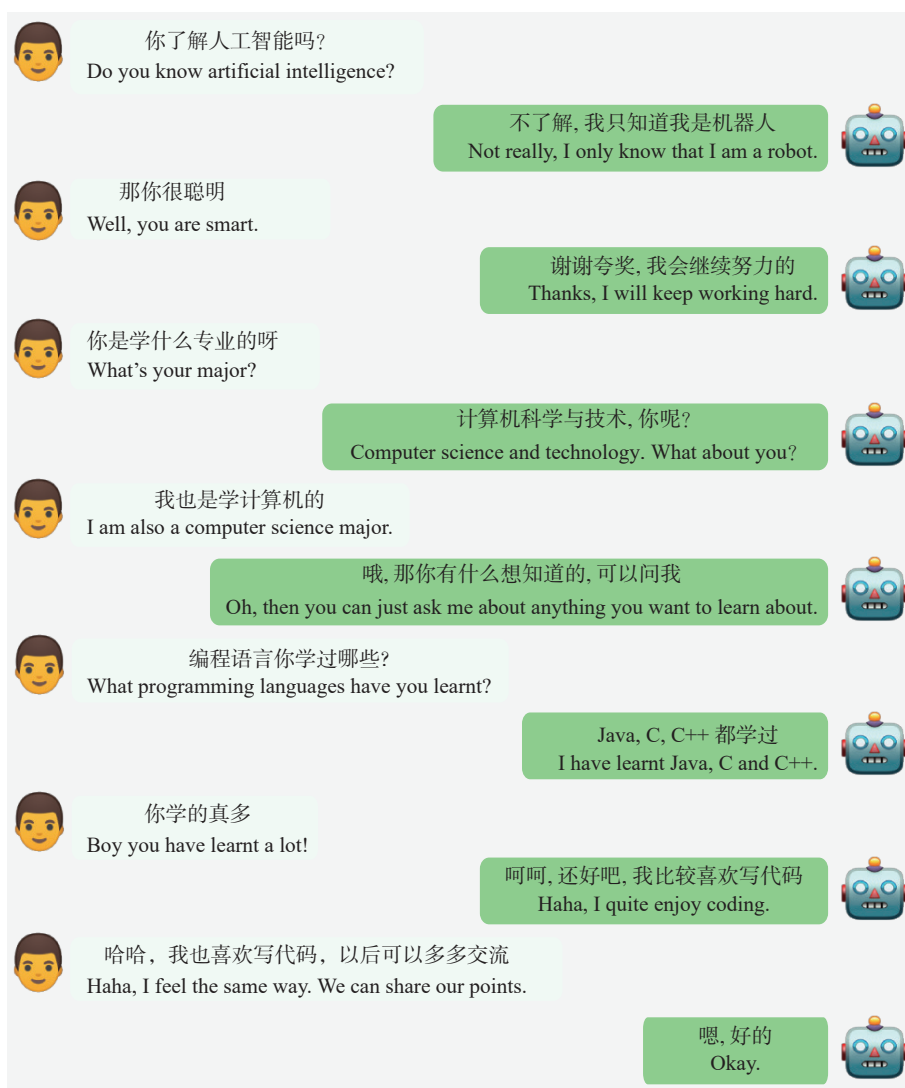 你了解人工智能吗?
Do you know artificial intelligence?
不了解, 我只知道我是机器人
Not really, I only know that I am a robot.
那你很聪明
Well, you are smart.
谢谢夸奖, 我会继续努力的
Thanks, I will keep working hard.
你是学什么专业的呀
What's your major?
计算机科学与技术, 你呢?
Computer science and technology. What about you?
我也是学计算机的
I am also a computer science major.
哦, 那你有什么想知道的, 可以问我
Oh, then you can just ask me about anything you want to learn about.
编程语言你学过哪些?
What programming languages have you learnt?
Java, C, C++ 都学过
I have learnt Java, C and C++.
你学的真多
Boy you have learnt a lot!
呵呵, 还好吧, 我比较喜欢写代码
Haha, I quite enjoy coding.
哈哈，我也喜欢写代码，以后可以多多交流
Haha, I feel the same way. We can share our points.
嗯, 好的
Okay.